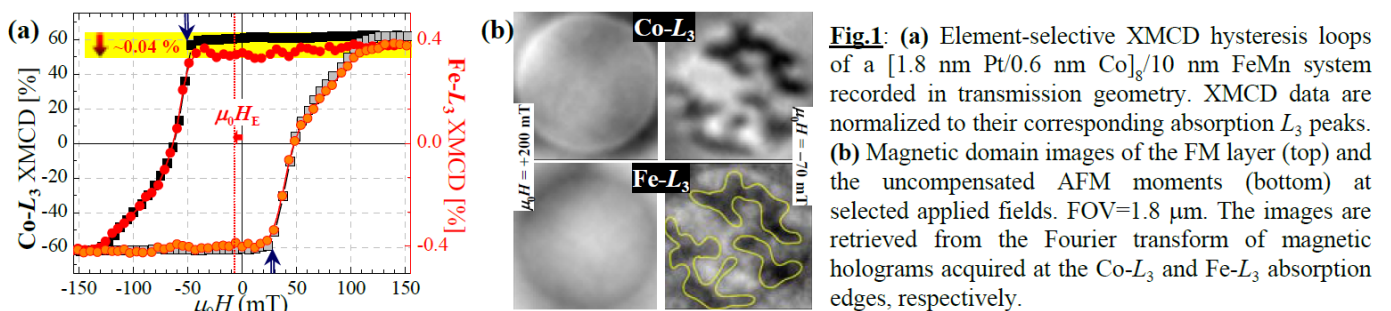 (a)
60
40
20
0
-20
-40
-60
Co-L₃ XMCD [%]
~0.04 %
μ₀H_E
0.4
0.0
-0.4
Fe-L₃ XMCD [%]
-150 -100 -50 0 50 100 150
μ₀H (mT)
(b)
Co-L₃
Fe-L₃
μ₀H = +200 mT
μ₀H = −70 mT
Fig.1: (a) Element-selective XMCD hysteresis loops
of a [1.8 nm Pt/0.6 nm Co]₈/10 nm FeMn system
recorded in transmission geometry. XMCD data are
normalized to their corresponding absorption L₃ peaks.
(b) Magnetic domain images of the FM layer (top) and
the uncompensated AFM moments (bottom) at
selected applied fields. FOV=1.8 μm. The images are
retrieved from the Fourier transform of magnetic
holograms acquired at the Co-L₃ and Fe-L₃ absorption
edges, respectively.